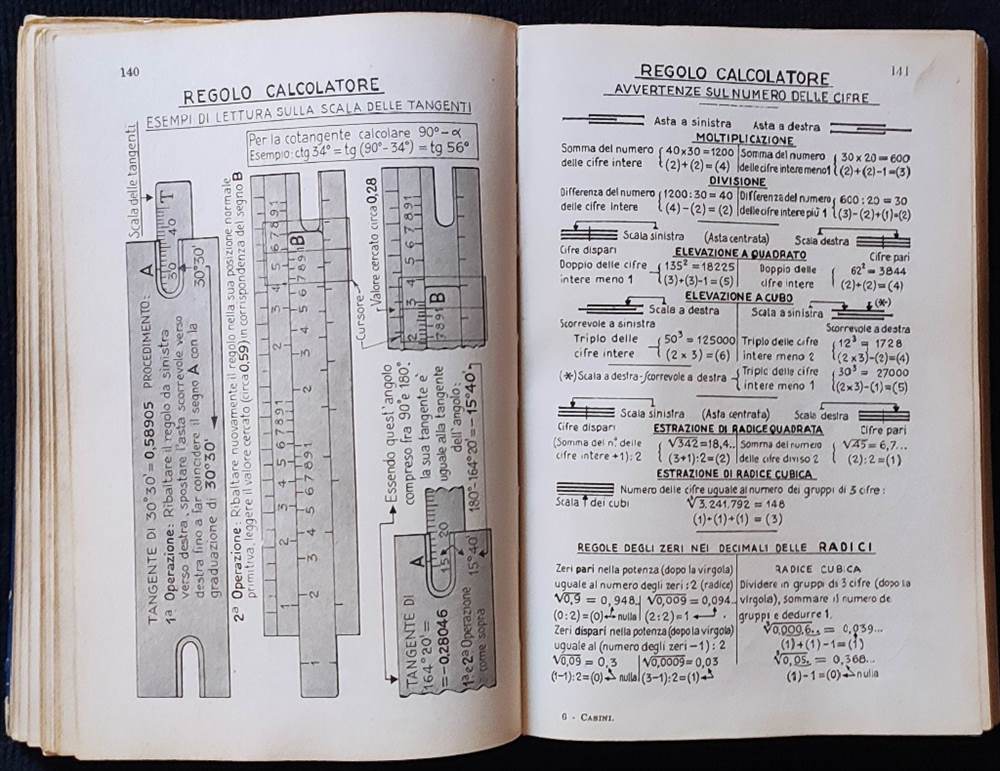 140
REGOLO CALCOLATORE
ESEMPI DI LETTURA SULLA SCALA DELLE TANGENTI
Scala delle tangenti
Per la cotangente calcolare 90°-α
Esempio: ctg 34° = tg (90°-34°) = tg 56°
TANGENTE DI 30°30' = 0,58905 PROCEDIMENTO:
1ª Operazione: Ribaltare il regolo da sinistra
verso destra, spostare l'asta scorrevole verso
destra fino a far coincidere il segno A con la
graduazione di 30°30'
A
T
30°30'
2ª Operazione: Ribaltare nuovamente il regolo nella sua posizione normale
primitiva, leggere il valore cercato (circa 0,59) in corrispondenza del segno B
B
Cursore
Valore cercato circa 0,28
B
TANGENTE DI
164°20' =
= -0,28046
1ª e 2ª Operazione
come sopra
A
15° 20
15°40'
Essendo quest'angolo
compreso fra 90° e 180°,
la sua tangente e'
uguale alla tangente
dell'angolo:
180°-164°20' = -15°40'
141
REGOLO CALCOLATORE
AVVERTENZE SUL NUMERO DELLE CIFRE
Asta a sinistra Asta a destra
MOLTIPLICAZIONE
Somma del numero { 40x30=1200 Somma del numero { 30x20=600
delle cifre intere (2)+(2)=(4) delle cifre intere meno 1 (2)+(2)-1=(3)
DIVISIONE
Differenza del numero { 1200:30=40 Differenza del numero { 600:20=30
delle cifre intere (4)-(2)=(2) delle cifre intere più 1 (3)-(2)+(1)=(2)
Scala sinistra (Asta centrata) Scala destra
Cifre dispari ELEVAZIONE A QUADRATO Cifre pari
Doppio delle cifre { 135²=18225 Doppio delle { 62²=3844
intere meno 1 (3)+(3)-1=(5) cifre intere (2)+(2)=(4)
ELEVAZIONE A CUBO
Scala a destra Scala a sinistra (*)
Scorrevole a sinistra Scorrevole a destra
Triplo delle { 50³=125000 Triplo delle cifre { 12³=1728
cifre intere (2x3)=(6) intere meno 2 (2x3)-(2)=(4)
(*) Scala a destra-scorrevole a destra { Triplo delle cifre { 30³=27000
intere meno 1 (2x3)-(1)=(5)
Scala sinistra (Asta centrata) Scala destra
Cifre dispari ESTRAZIONE DI RADICE QUADRATA Cifre pari
(Somma del n.º delle { √342=18,4.. Somma del numero { √45=6,7...
cifre intere+1):2 (3+1):2=(2) delle cifre diviso 2 (2):2=(1)
ESTRAZIONE DI RADICE CUBICA
Numero delle cifre uguale al numero dei gruppi di 3 cifre:
Scala dei cubi ∛3.241.792=148
(1)+(1)+(1)=(3)
REGOLE DEGLI ZERI NEI DECIMALI DELLE RADICI
Zeri pari nella potenza (dopo la virgola)
uguale al numero degli zeri:2 (radice)
√0,9=0,948 √0,009=0,094
(0:2)=(0) nulla (2:2)=1
Zeri dispari nella potenza (dopo la virgola)
uguale al (numero degli zeri-1):2
√0,09=0,3 √0,0009=0,03
(1-1):2=(0) nulla (3-1):2=(1)
RADICE CUBICA
Dividere in gruppi di 3 cifre (dopo la
virgola), sommare il numero de
gruppi e dedurre 1.
∛0,000.6..=0,039...
(1)+(1)-1=(1)
∛0,05.=0,368...
(1)-1=(0) nulla
6 - CASINI.